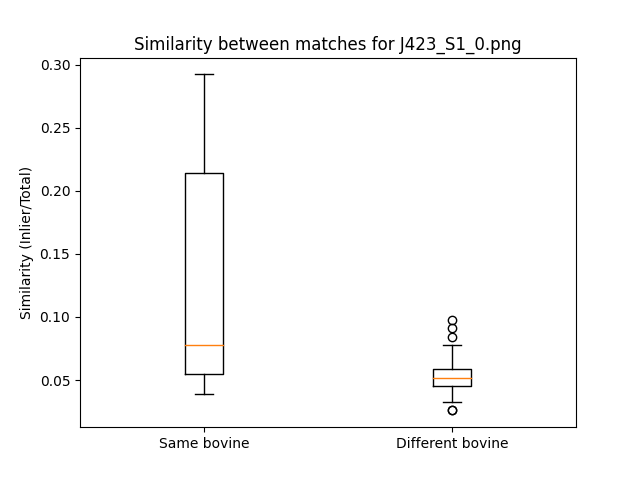 Similarity between matches for J423_S1_0.png
0.30
0.25
0.20
0.15
0.10
0.05
Similarity (Inlier/Total)
Same bovine
Different bovine